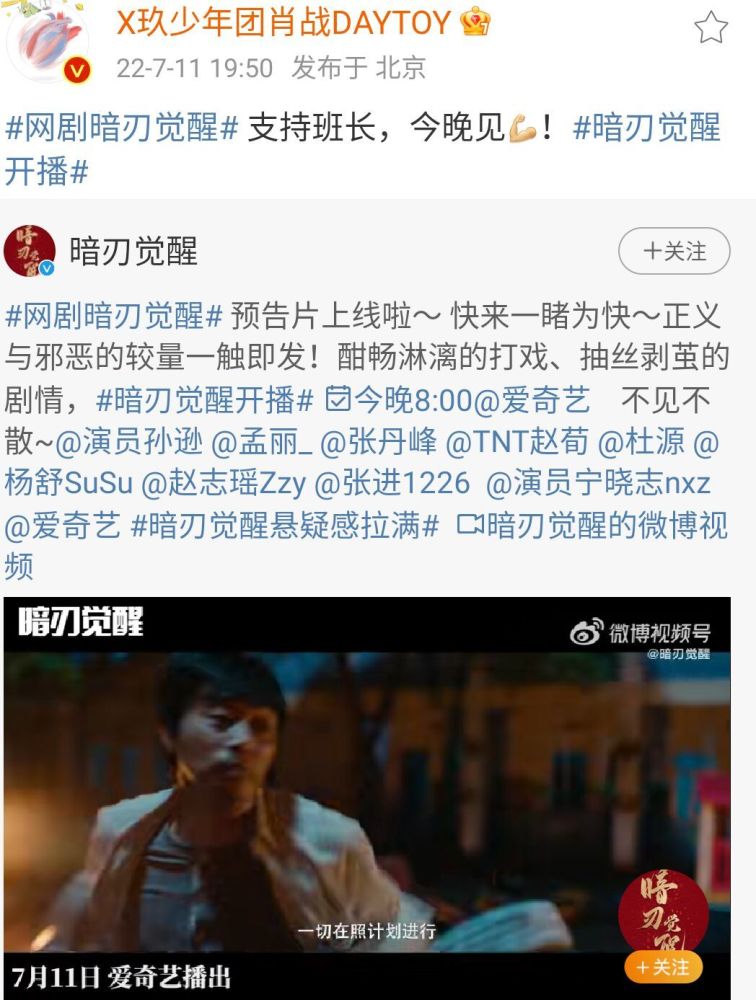 X玖少年团肖战DAYTOY
22-7-11 19:50 发布于 北京
#网剧暗刃觉醒# 支持班长，今晚见💪！#暗刃觉醒
开播#
暗刃觉醒
暗刃觉醒
+关注
#网剧暗刃觉醒# 预告片上线啦～ 快来一睹为快～正义
与邪恶的较量一触即发！酣畅淋漓的打戏、抽丝剥茧的
剧情，#暗刃觉醒开播# 今晚8:00@爱奇艺 不见不
散~@演员孙逊 @孟丽_ @张丹峰 @TNT赵荀 @杜源 @
杨舒SuSu @赵志瑶Zzy @张进1226 @演员宁晓志nxz
@爱奇艺 #暗刃觉醒悬疑感拉满# 暗刃觉醒的微博视
频
暗刃觉醒
微博视频号
@暗刃觉醒
一切在照计划进行
暗刃觉醒
+关注
7月11日 爱奇艺播出